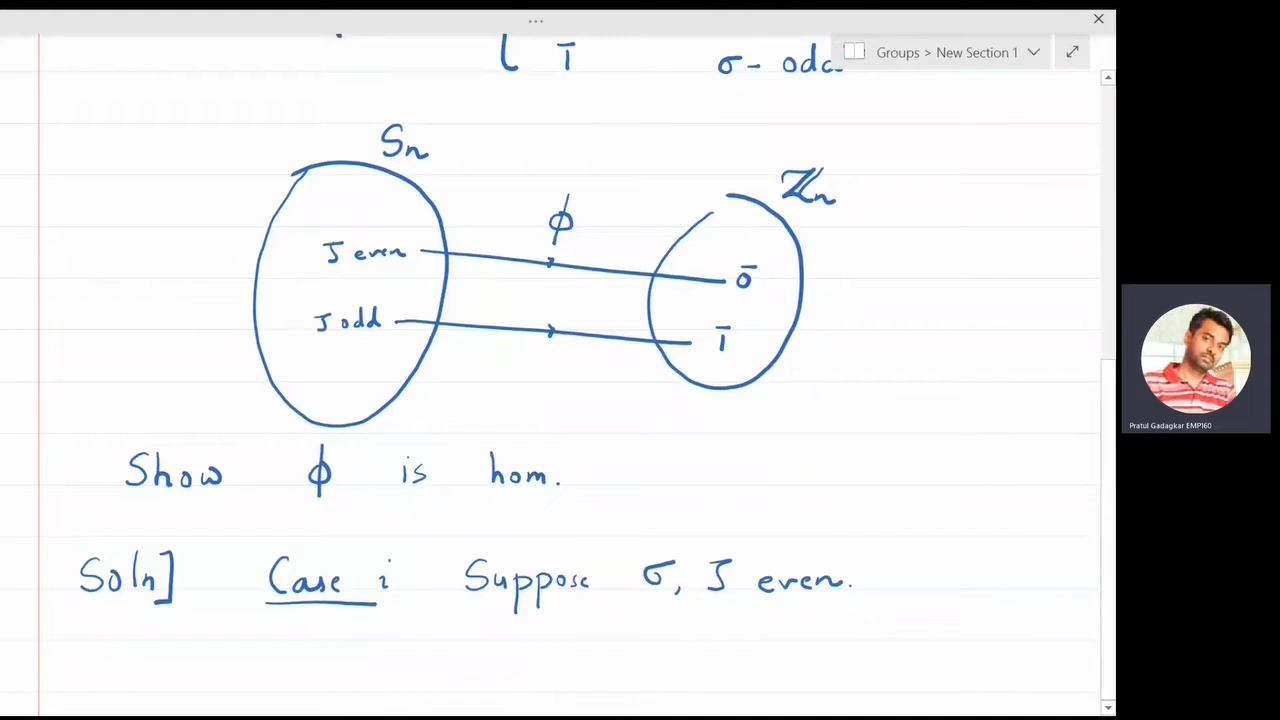 ...
Groups > New Section 1
1̄ σ- odd
Sn
ℤn
ϕ
J even
0̄
J odd
1̄
Pratul Gadagkar EMP160
Show ϕ is hom.
Soln] Case i Suppose σ, J even.